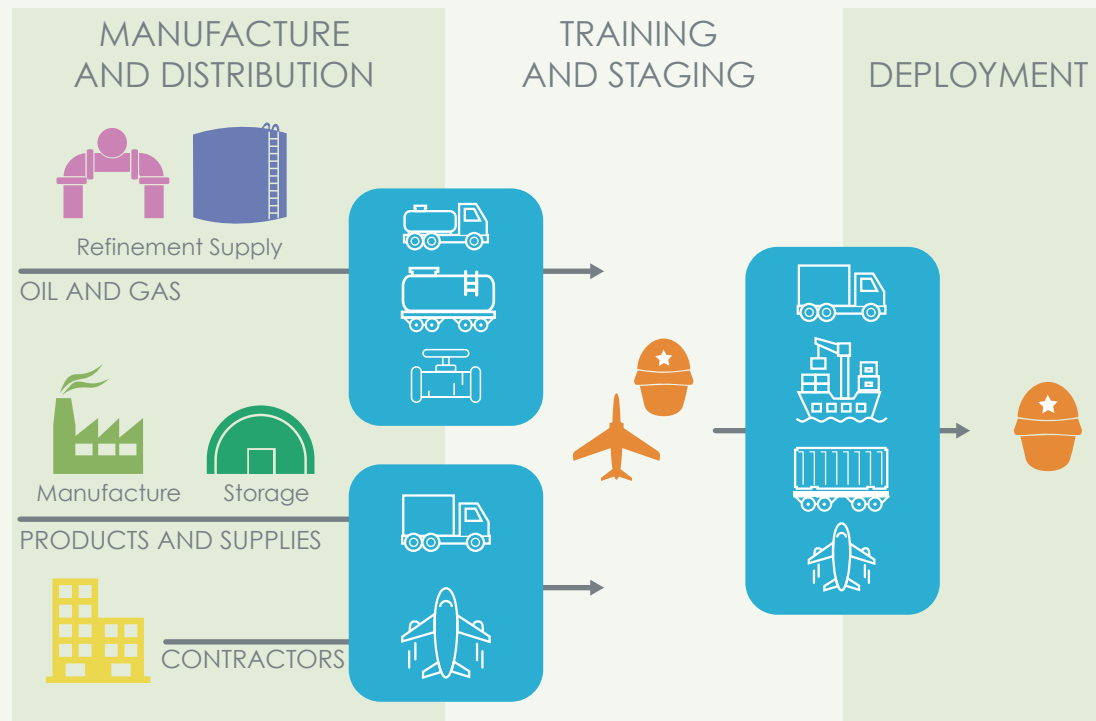 MANUFACTURE
AND DISTRIBUTION
TRAINING
AND STAGING
DEPLOYMENT
Refinement Supply
OIL AND GAS
Manufacture
Storage
PRODUCTS AND SUPPLIES
CONTRACTORS